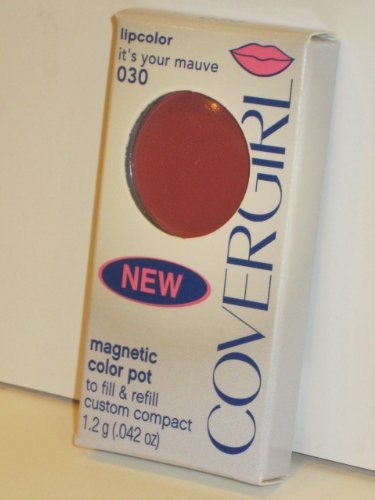 lipcolor
it's your mauve
030
COVERGIRL
NEW
magnetic
color pot
to fill & refill
custom compact
1.2 g (.042 oz)